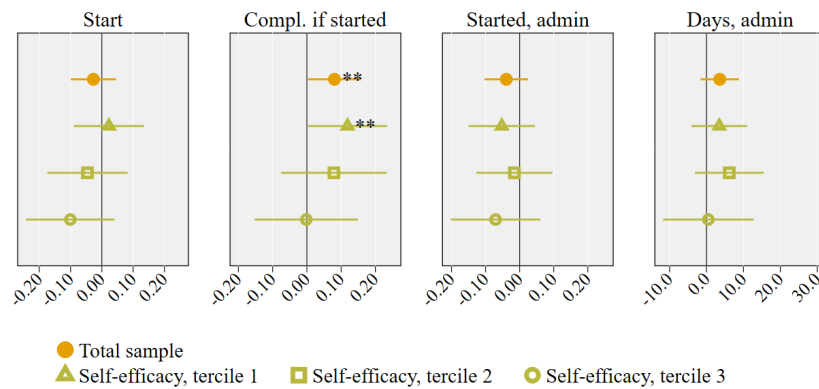 Start Compl. if started Started, admin Days, admin
** 
**
-0.20 -0.10 0.00 0.10 0.20 -0.20 -0.10 0.00 0.10 0.20 -0.20 -0.10 0.00 0.10 0.20 -10.0 0.0 10.0 20.0 30.0
Total sample
Self-efficacy, tercile 1 Self-efficacy, tercile 2 Self-efficacy, tercile 3